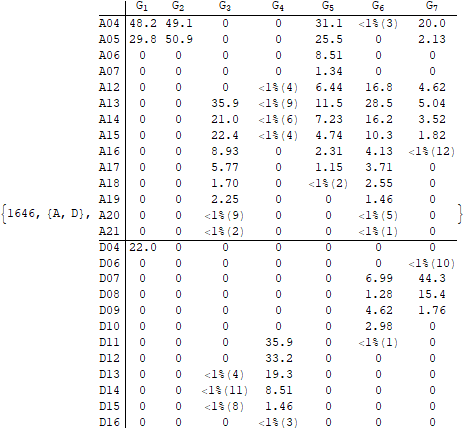 G1 G2 G3 G4 G5 G6 G7
A04 48.2 49.1 0 0 31.1 <1%(3) 20.0
A05 29.8 50.9 0 0 25.5 0 2.13
A06 0 0 0 0 8.51 0 0
A07 0 0 0 0 1.34 0 0
A12 0 0 0 <1%(4) 6.44 16.8 4.62
A13 0 0 35.9 <1%(9) 11.5 28.5 5.04
A14 0 0 21.0 <1%(6) 7.23 16.2 3.52
A15 0 0 22.4 <1%(4) 4.74 10.3 1.82
A16 0 0 8.93 0 2.31 4.13 <1%(12)
A17 0 0 5.77 0 1.15 3.71 0
A18 0 0 1.70 0 <1%(2) 2.55 0
A19 0 0 2.25 0 0 1.46 0
{1646, {A, D}, A20 0 0 <1%(9) 0 0 <1%(5) 0 }
A21 0 0 <1%(2) 0 0 <1%(1) 0
D04 22.0 0 0 0 0 0 0
D06 0 0 0 0 0 0 <1%(10)
D07 0 0 0 0 0 6.99 44.3
D08 0 0 0 0 0 1.28 15.4
D09 0 0 0 0 0 4.62 1.76
D10 0 0 0 0 0 2.98 0
D11 0 0 0 35.9 0 <1%(1) 0
D12 0 0 0 33.2 0 0 0
D13 0 0 <1%(4) 19.3 0 0 0
D14 0 0 <1%(11) 8.51 0 0 0
D15 0 0 <1%(8) 1.46 0 0 0
D16 0 0 0 <1%(3) 0 0 0